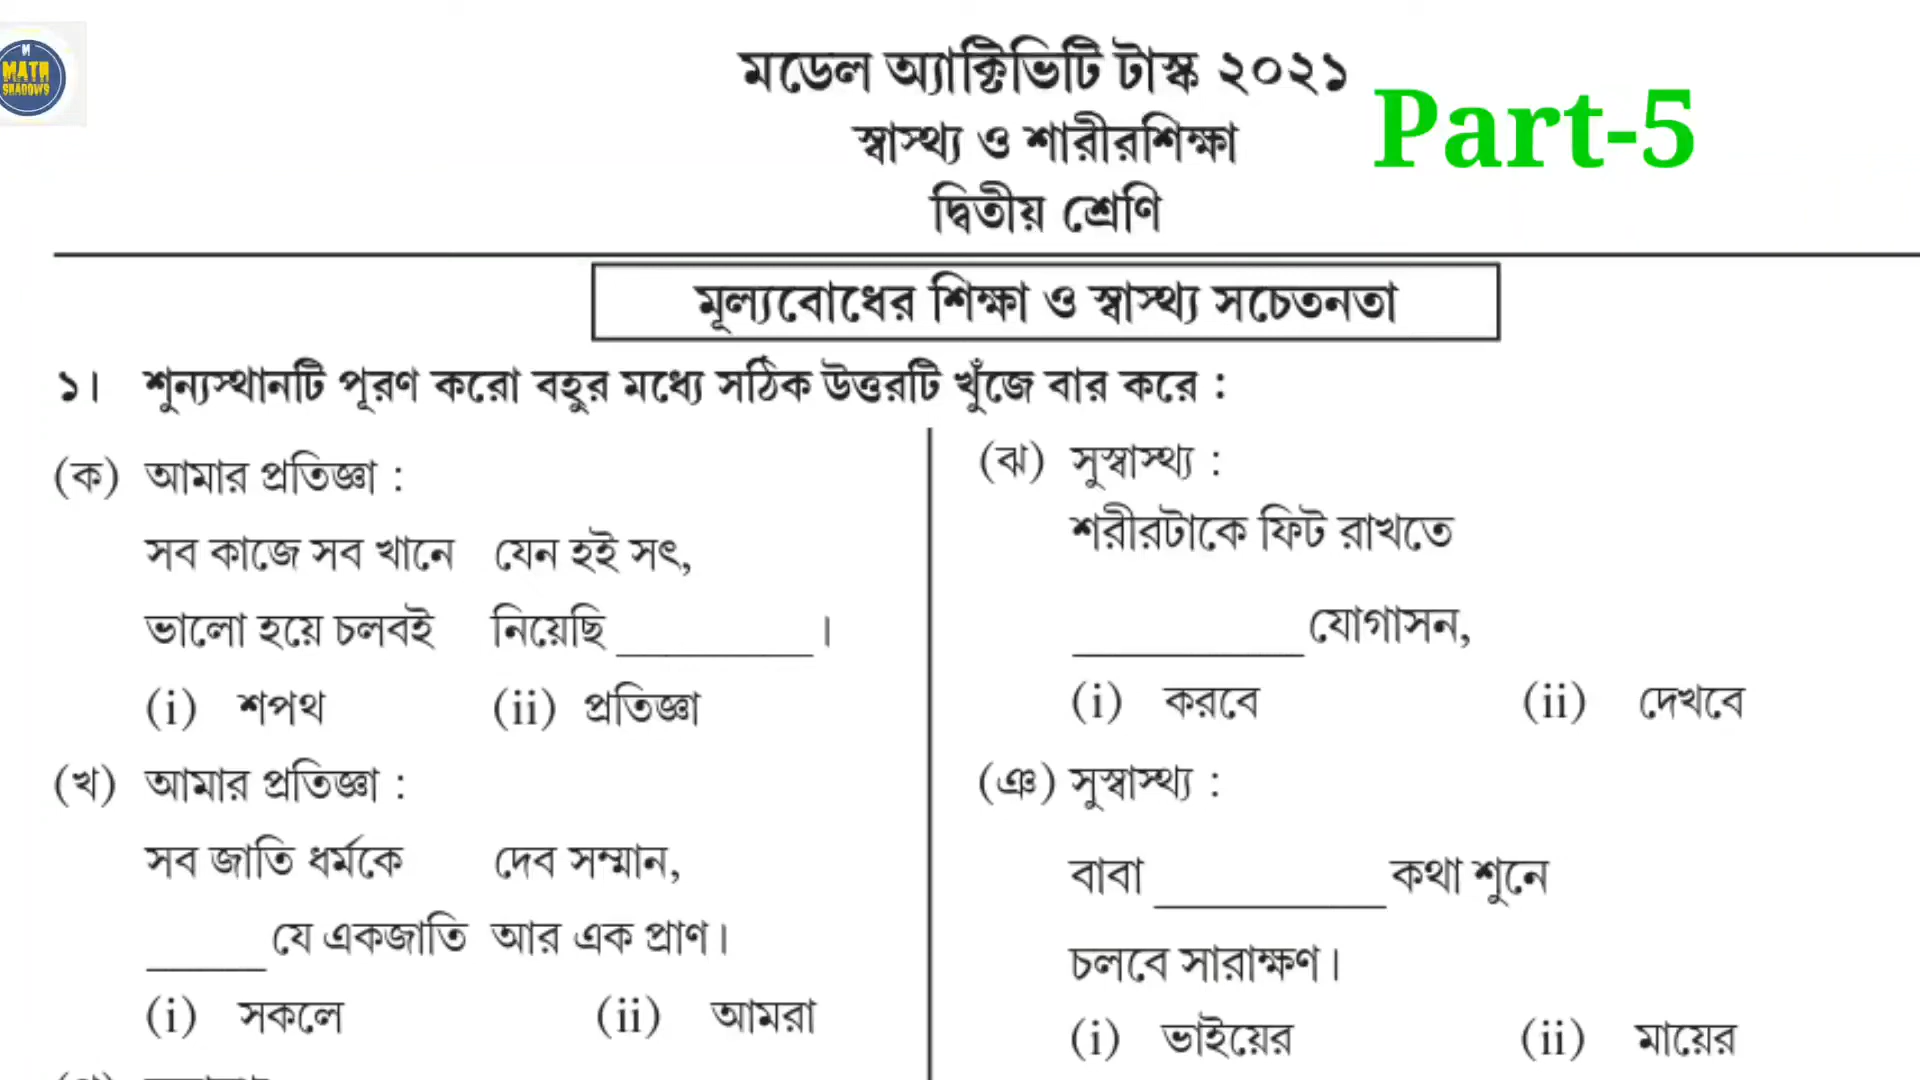 MATH
SHADOWS
মডেল অ্যাক্টিভিটি টাস্ক ২০২১
Part-5
স্বাস্থ্য ও শারীরশিক্ষা
দ্বিতীয় শ্রেণি
মূল্যবোধের শিক্ষা ও স্বাস্থ্য সচেতনতা
১। শুন্যস্থানটি পূরণ করো বহুর মধ্যে সঠিক উত্তরটি খুঁজে বার করে :
(ক) আমার প্রতিজ্ঞা :
সব কাজে সব খানে যেন হই সৎ,
ভালো হয়ে চলবই নিয়েছি ________ ।
(i) শপথ (ii) প্রতিজ্ঞা
(খ) আমার প্রতিজ্ঞা :
সব জাতি ধর্মকে দেব সম্মান,
_____ যে একজাতি আর এক প্রাণ।
(i) সকলে (ii) আমরা
(ঝ) সুস্বাস্থ্য :
শরীরটাকে ফিট রাখতে
_________ যোগাসন,
(i) করবে (ii) দেখবে
(ঞ) সুস্বাস্থ্য :
বাবা _________ কথা শুনে
চলবে সারাক্ষণ।
(i) ভাইয়ের (ii) মায়ের